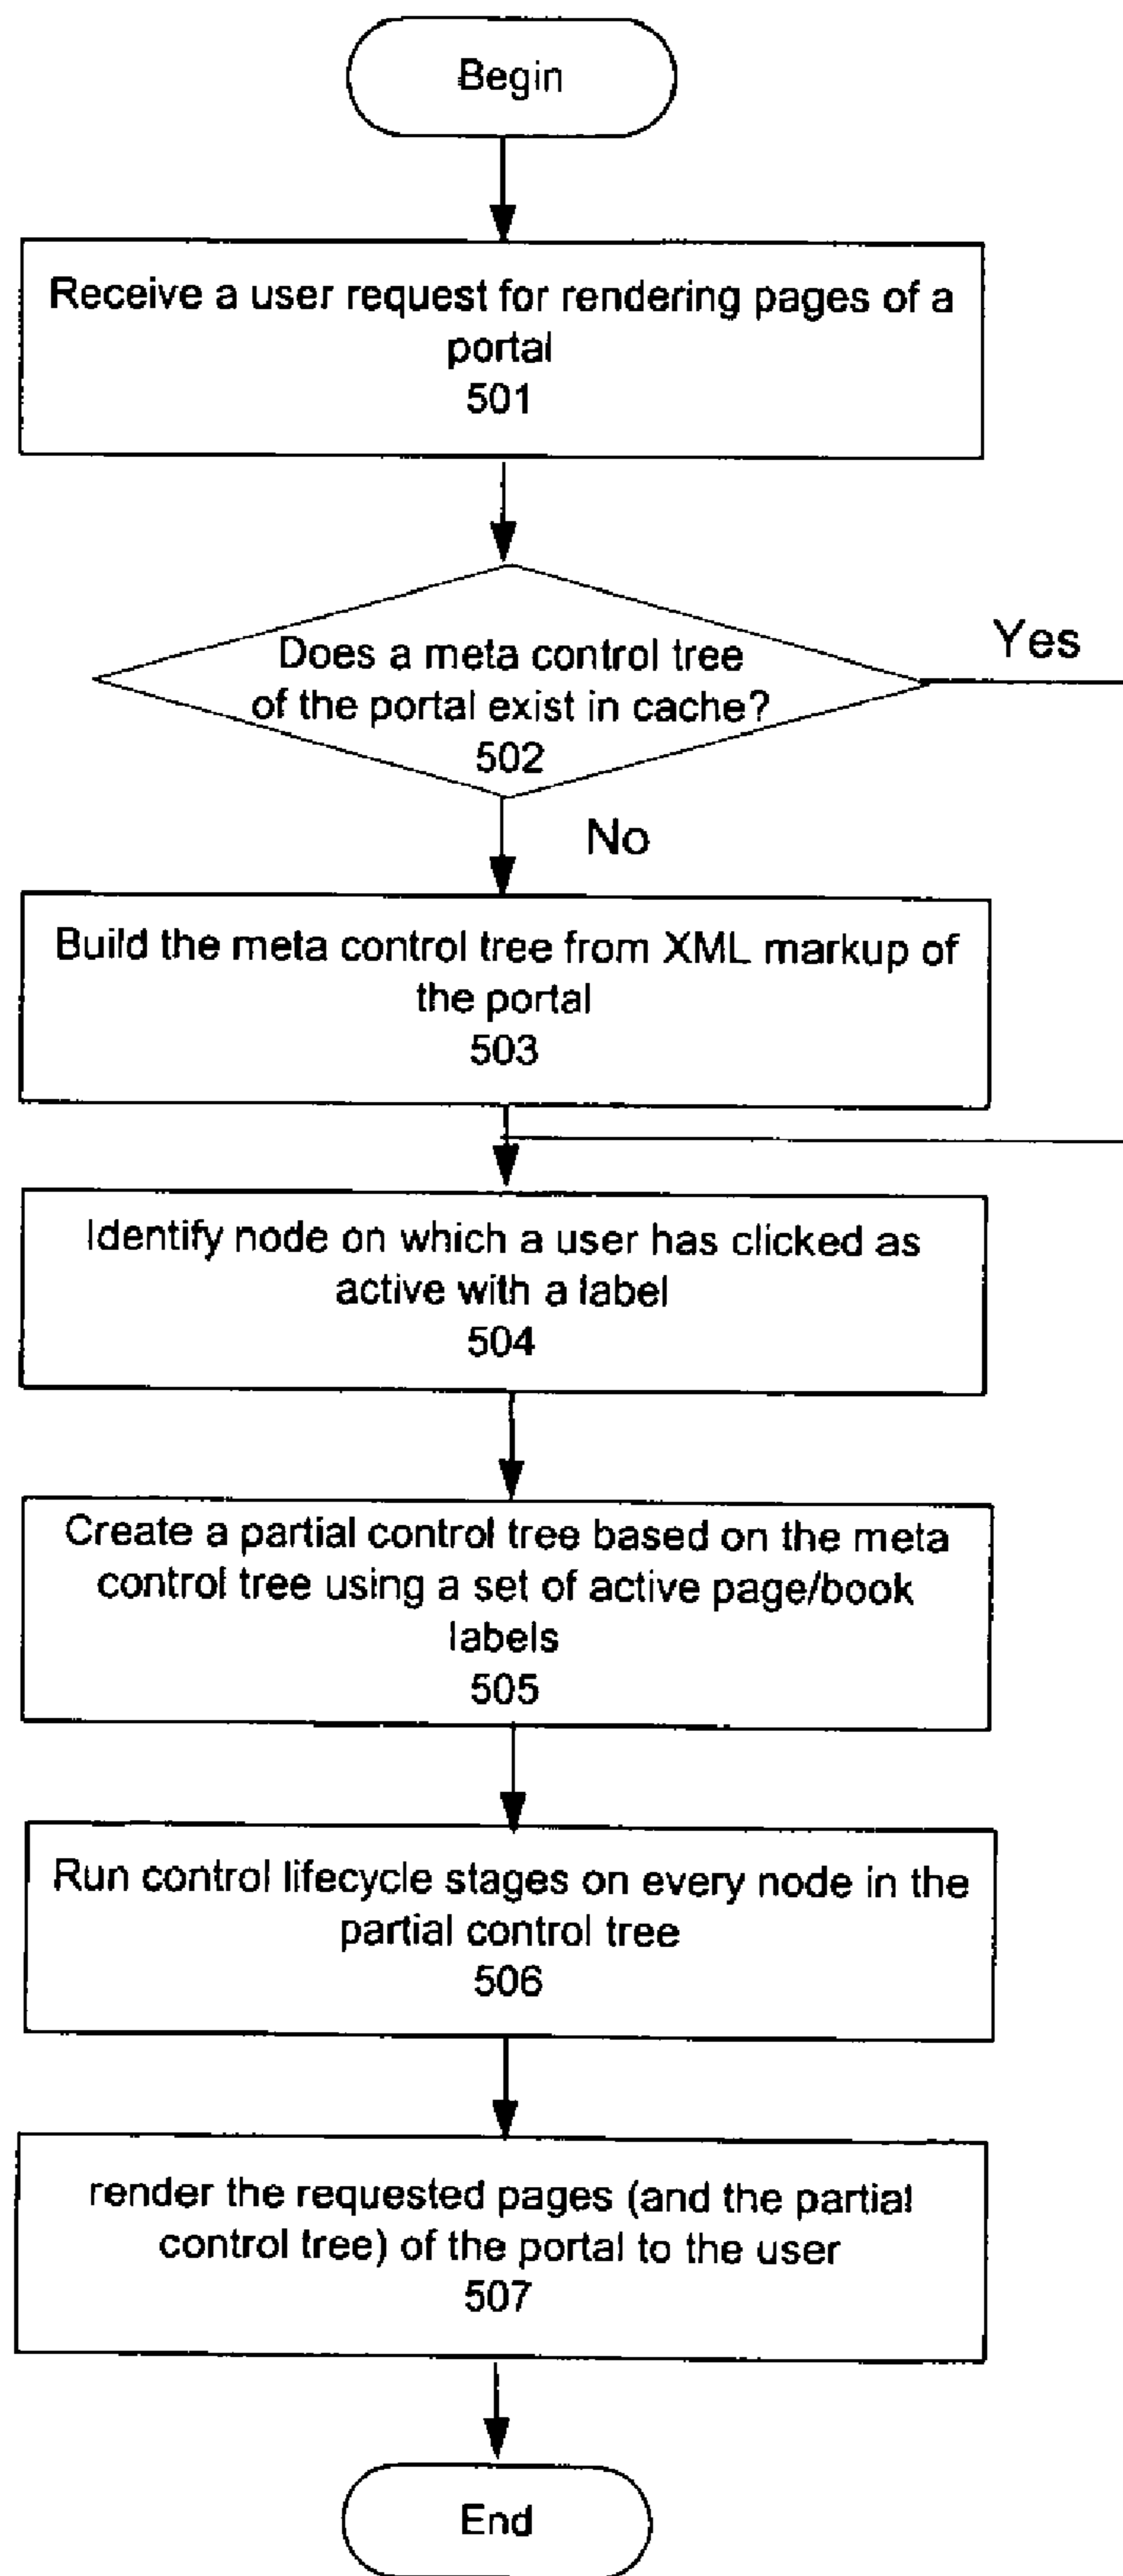 Begin
Receive a user request for rendering pages of a
portal
501
Does a meta control tree
of the portal exist in cache?
502
Yes
No
Build the meta control tree from XML markup of
the portal
503
Identify node on which a user has clicked as
active with a label
504
Create a partial control tree based on the meta
control tree using a set of active page/book
labels
505
Run control lifecycle stages on every node in the
partial control tree
506
render the requested pages (and the partial
control tree) of the portal to the user
507
End